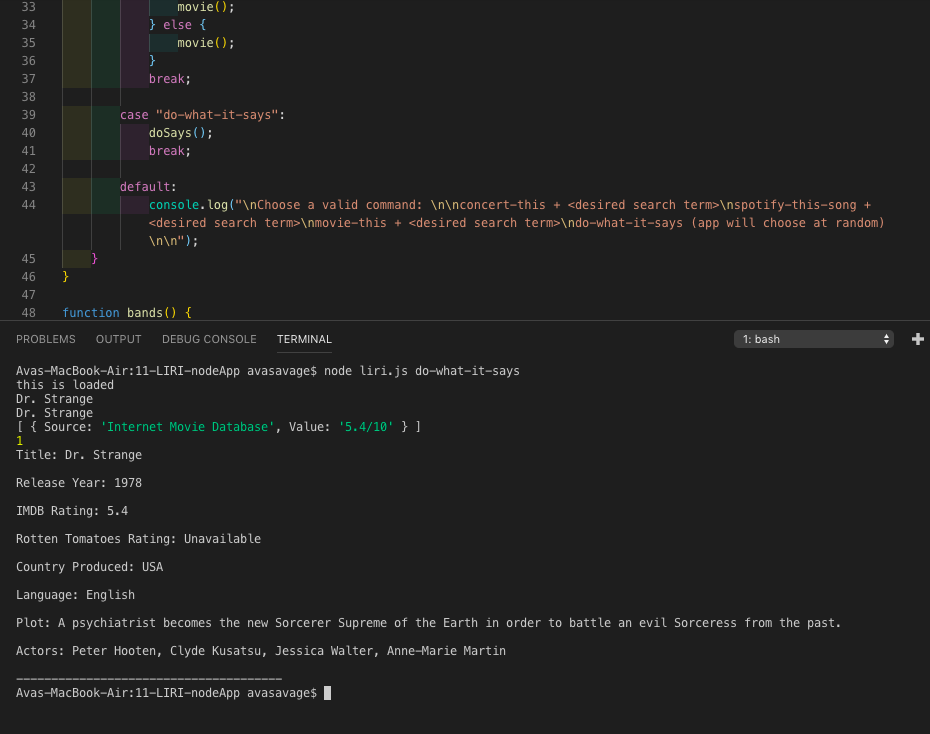 33 movie();
34 } else {
35 movie();
36 }
37 break;
38
39 case "do-what-it-says":
40 doSays();
41 break;
42
43 default:
44 console.log("\nChoose a valid command: \n\nconcert-this + <desired search term>\nspotify-this-song +
<desired search term>\nmovie-this + <desired search term>\ndo-what-it-says (app will choose at random)
\n\n");
45 }
46 }
47
48 function bands() {
PROBLEMS OUTPUT DEBUG CONSOLE TERMINAL 1: bash
Avas-MacBook-Air:11-LIRI-nodeApp avasavage$ node liri.js do-what-it-says
this is loaded
Dr. Strange
Dr. Strange
[ { Source: 'Internet Movie Database', Value: '5.4/10' } ]
1
Title: Dr. Strange
Release Year: 1978
IMDB Rating: 5.4
Rotten Tomatoes Rating: Unavailable
Country Produced: USA
Language: English
Plot: A psychiatrist becomes the new Sorcerer Supreme of the Earth in order to battle an evil Sorceress from the past.
Actors: Peter Hooten, Clyde Kusatsu, Jessica Walter, Anne-Marie Martin
--------------------------------------
Avas-MacBook-Air:11-LIRI-nodeApp avasavage$